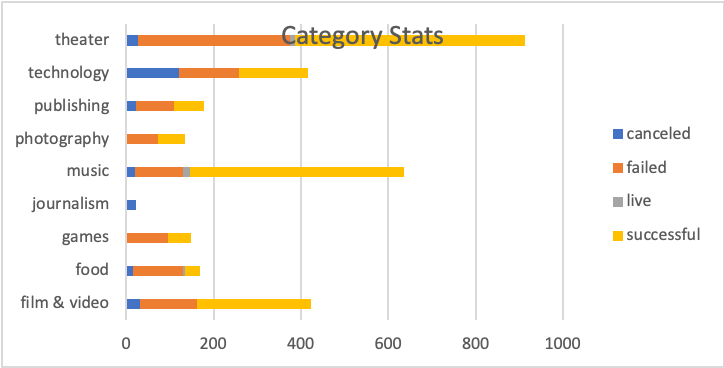 Category Stats
theater
technology
publishing
photography
music
journalism
games
food
film & video
0 200 400 600 800 1000
canceled
failed
live
successful